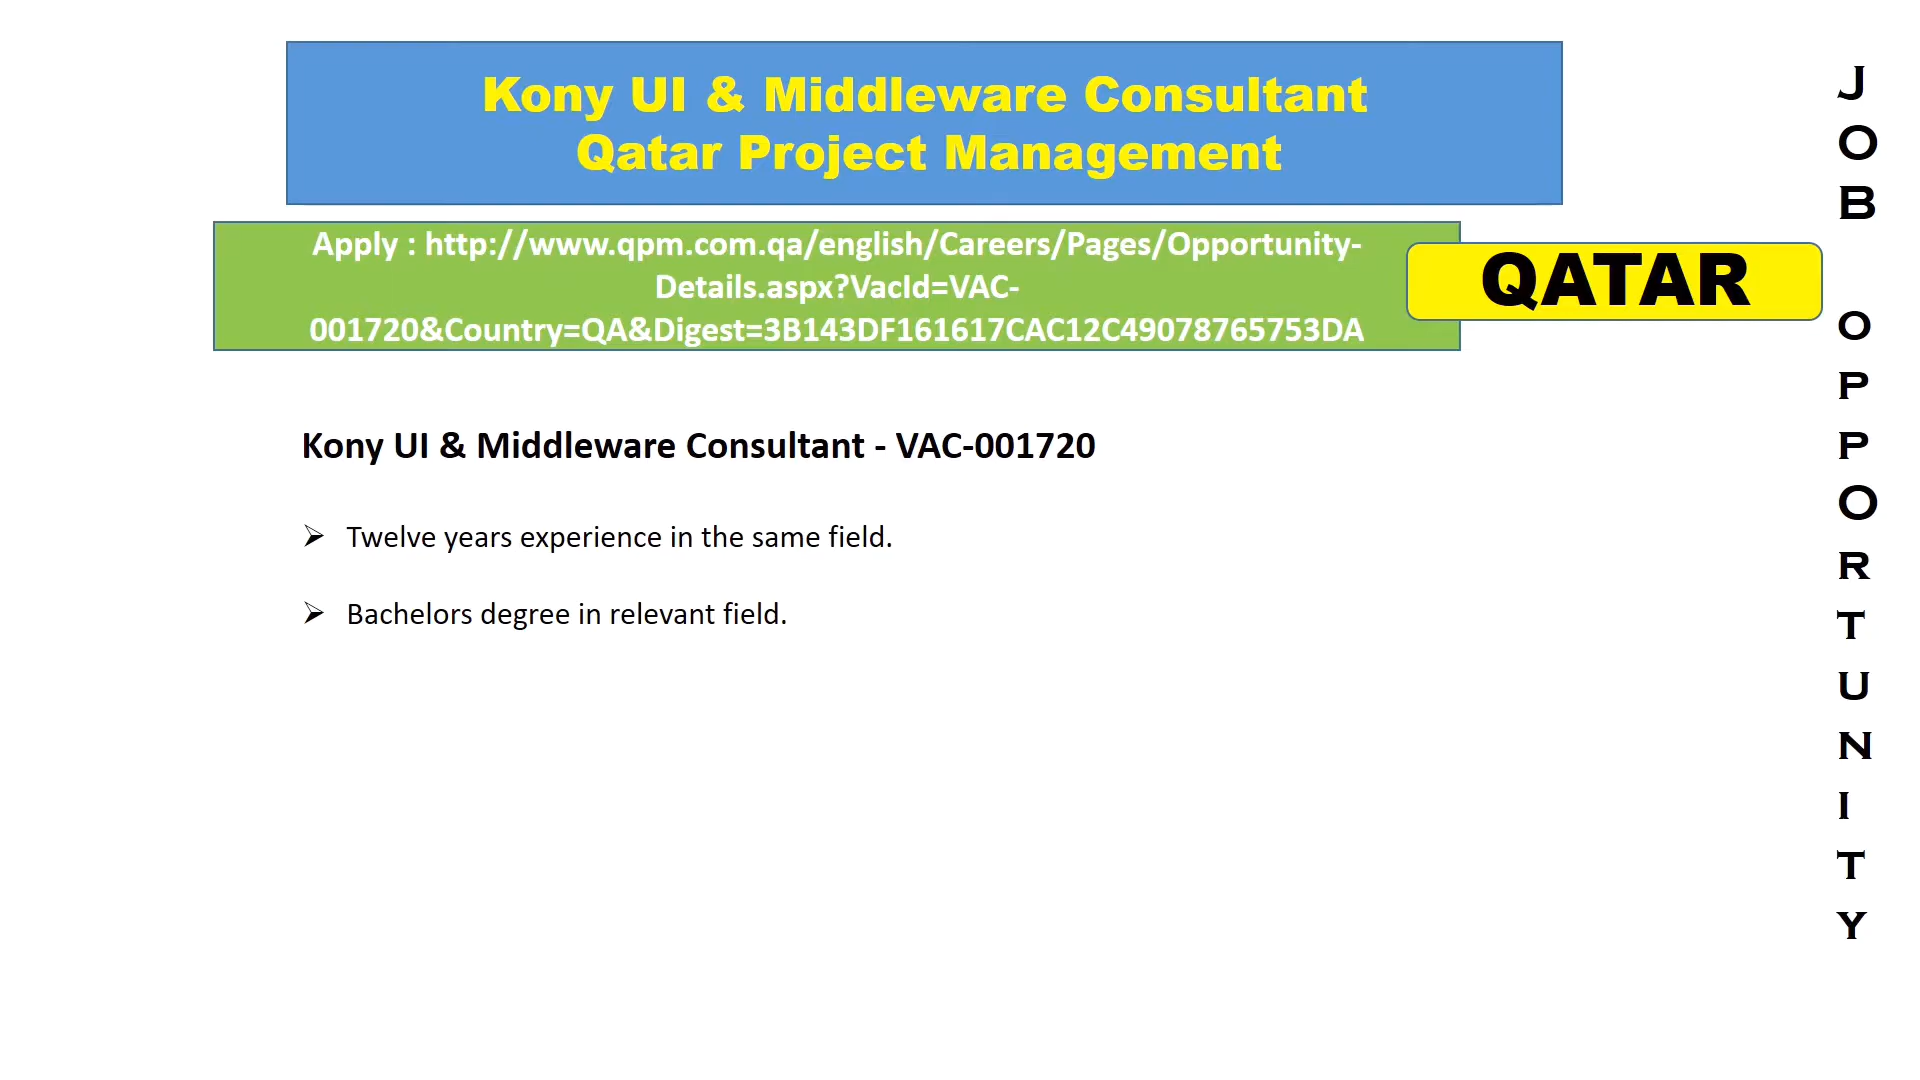 Kony UI & Middleware Consultant
Qatar Project Management
Apply : http://www.qpm.com.qa/english/Careers/Pages/Opportunity-
Details.aspx?VacId=VAC-
001720&Country=QA&Digest=3B143DF161617CAC12C49078765753DA
QATAR
Kony UI & Middleware Consultant - VAC-001720
Twelve years experience in the same field.
Bachelors degree in relevant field.
JOB OPPORTUNITY